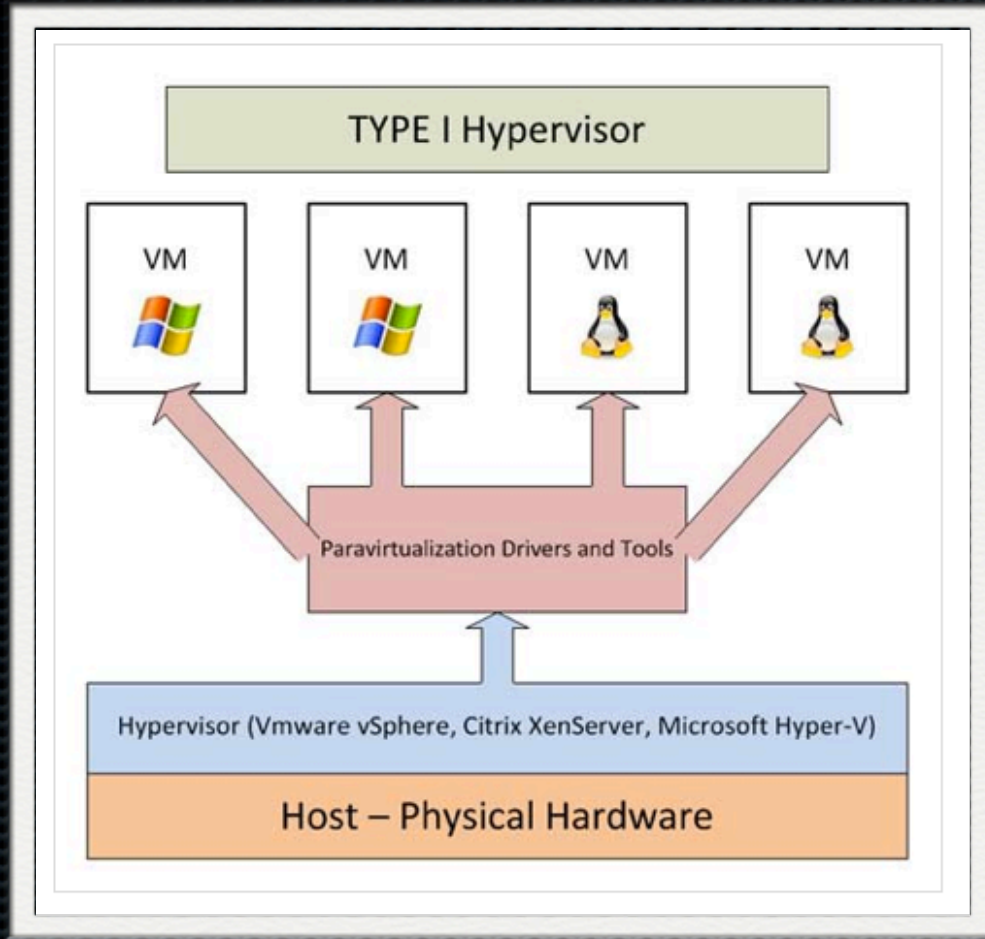 TYPE I Hypervisor
VM
VM
VM
VM
Paravirtualization Drivers and Tools
Hypervisor (Vmware vSphere, Citrix XenServer, Microsoft Hyper-V)
Host – Physical Hardware